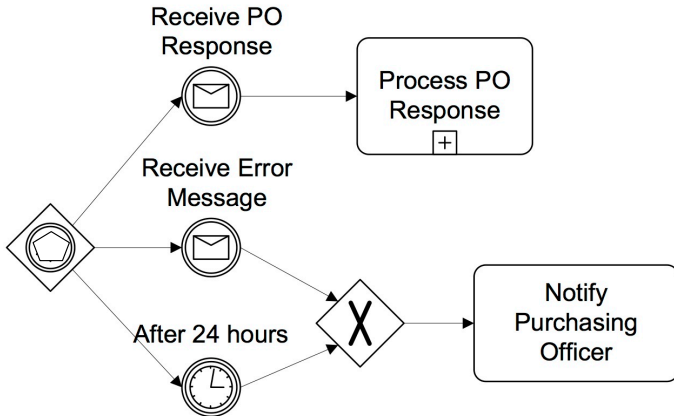 Receive PO
Response
Process PO
Response
Receive Error
Message
After 24 hours
Notify
Purchasing
Officer